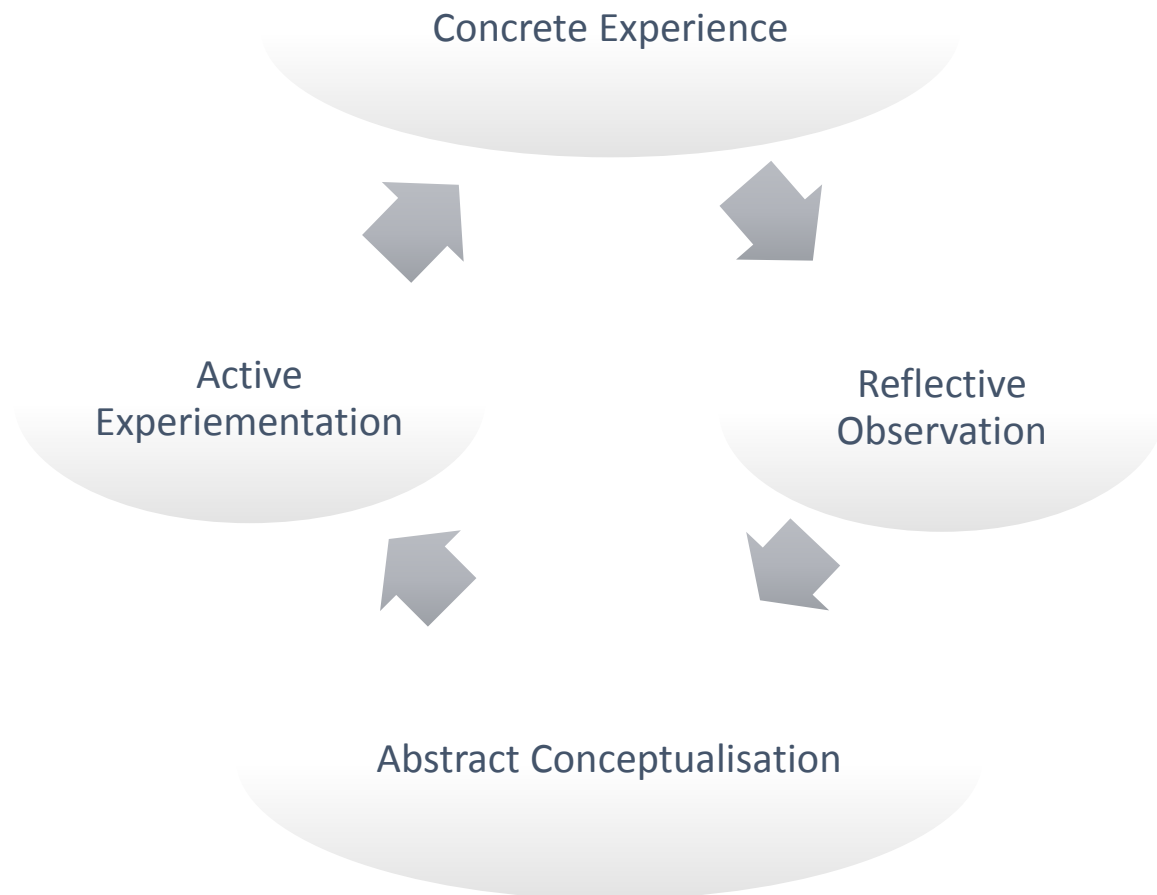 Concrete Experience
Reflective
Observation
Abstract Conceptualisation
Active
Experiementation